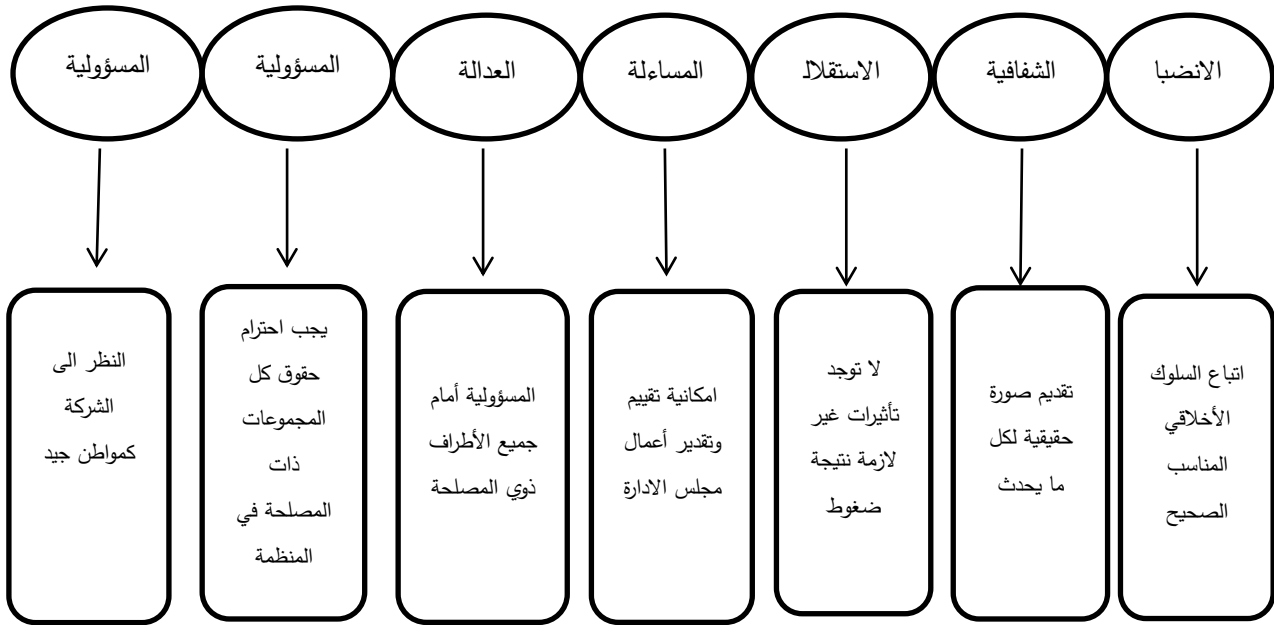 الانضبا
الشفافية
الاستقلال
المساءلة
العدالة
المسؤولية
المسؤولية
اتباع السلوك
الأخلاقي
المناسب
الصحيح
تقديم صورة
حقيقية لكل
ما يحدث
لا توجد
تأثيرات غير
لازمة نتيجة
ضغوط
امكانية تقييم
وتقدير أعمال
مجلس الادارة
المسؤولية أمام
جميع الأطراف
ذوي المصلحة
يجب احترام
حقوق كل
المجموعات
ذات
المصلحة في
المنظمة
النظر الى
الشركة
كمواطن جيد